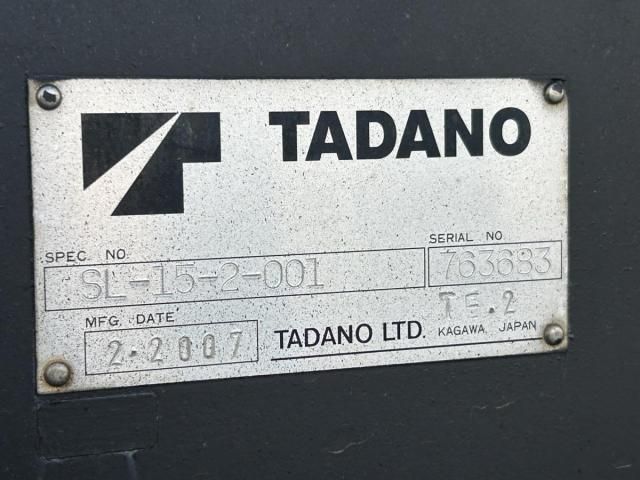 TADANO
SPEC. NO.
SL-15-2-001
SERIAL NO.
763683
MFG. DATE
2.2007
TADANO LTD.
TE.2
KAGAWA, JAPAN